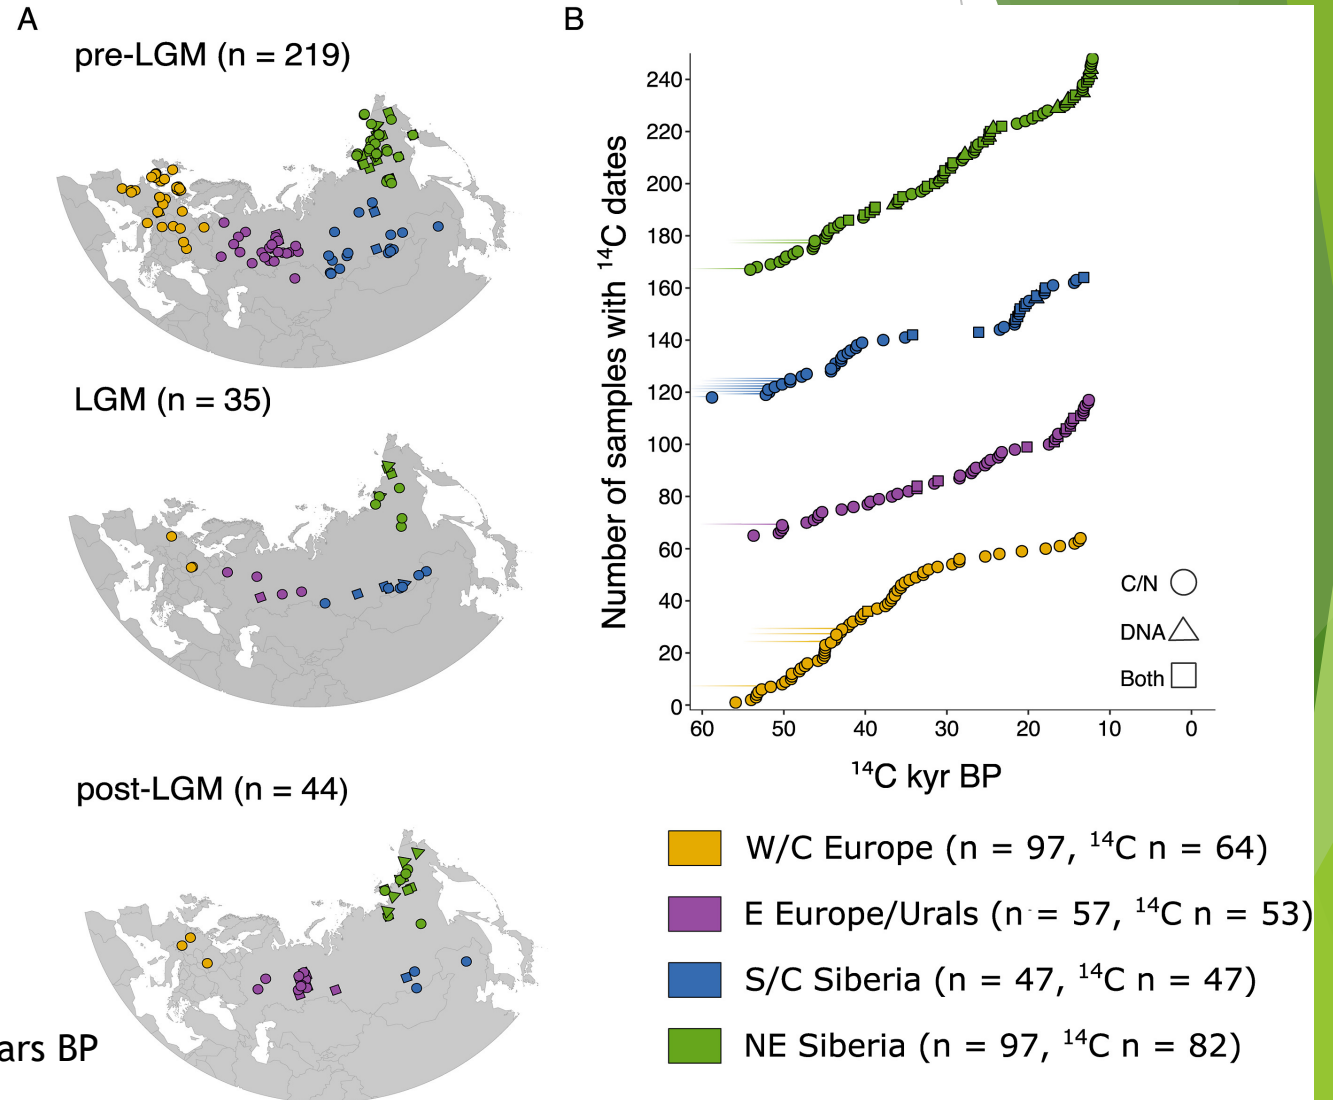 A
pre-LGM (n = 219)
LGM (n = 35)
post-LGM (n = 44)
ars BP
B
Number of samples with ¹⁴C dates
240
220
200
180
160
140
120
100
80
60
40
20
0
60 50 40 30 20 10 0
¹⁴C kyr BP
C/N
DNA
Both
W/C Europe (n = 97, ¹⁴C n = 64)
E Europe/Urals (n = 57, ¹⁴C n = 53)
S/C Siberia (n = 47, ¹⁴C n = 47)
NE Siberia (n = 97, ¹⁴C n = 82)